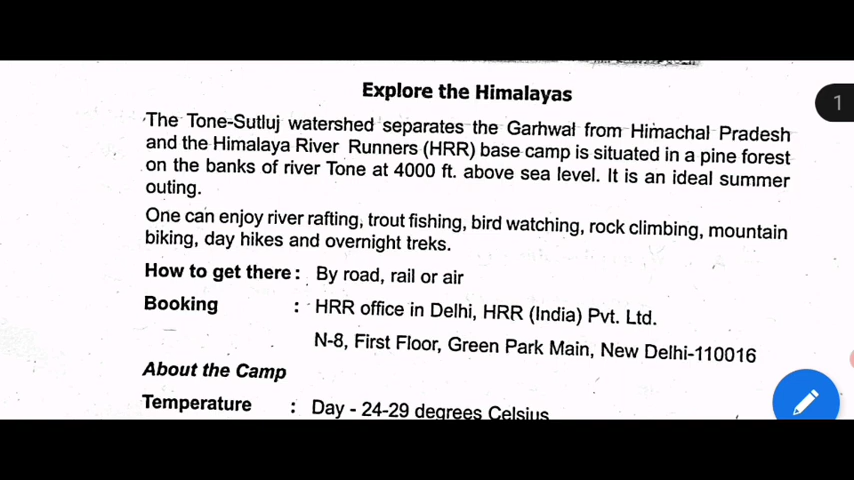 Explore the Himalayas
1
The Tone-Sutluj watershed separates the Garhwal from Himachal Pradesh
and the Himalaya River Runners (HRR) base camp is situated in a pine forest
on the banks of river Tone at 4000 ft. above sea level. It is an ideal summer
outing.
One can enjoy river rafting, trout fishing, bird watching, rock climbing, mountain
biking, day hikes and overnight treks.
How to get there : By road, rail or air
Booking : HRR office in Delhi, HRR (India) Pvt. Ltd.
N-8, First Floor, Green Park Main, New Delhi-110016
About the Camp
Temperature : Day - 24-29 degrees Celsius